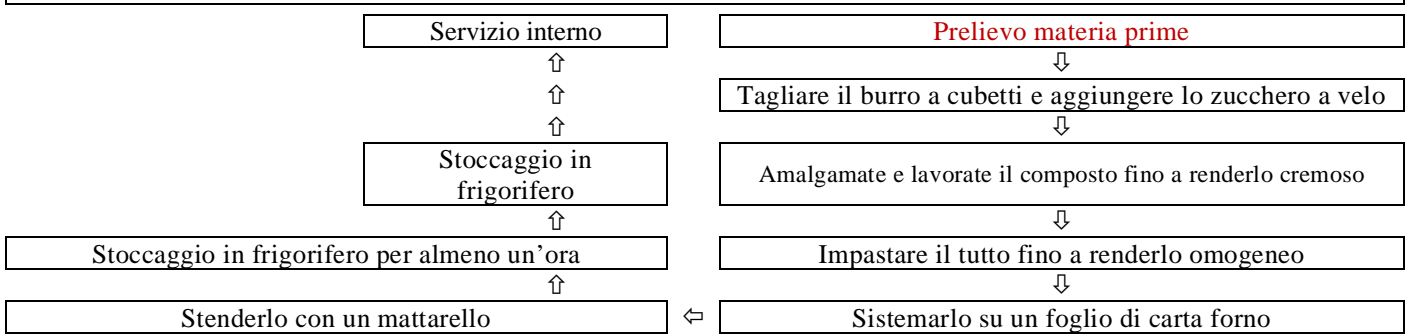 Servizio interno
Prelievo materia prime
Tagliare il burro a cubetti e aggiungere lo zucchero a velo
Stoccaggio in
frigorifero
Amalgamate e lavorate il composto fino a renderlo cremoso
Stoccaggio in frigorifero per almeno un’ora
Impastare il tutto fino a renderlo omogeneo
Stenderlo con un mattarello
Sistemarlo su un foglio di carta forno